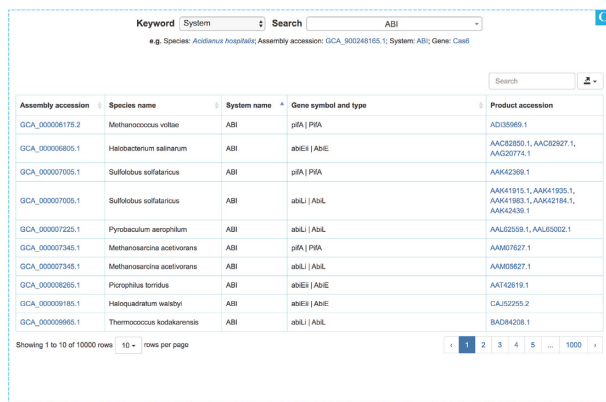 Keyword System Search ABI
C
e.g. Species: Acidianus hospitalis; Assembly accession: GCA_900248165.1; System: ABI; Gene: Cas6
Search
Assembly accession Species name System name Gene symbol and type Product accession
GCA_000006175.2 Methanococcus voltae ABI pifA | PifA ADI35969.1
GCA_000006805.1 Halobacterium salinarum ABI abiEii | AbiE AAC82850.1, AAC82927.1,
AAG20774.1
GCA_000007005.1 Sulfolobus solfataricus ABI pifA | PifA AAK42369.1
GCA_000007005.1 Sulfolobus solfataricus ABI abiLi | AbiL AAK41915.1, AAK41935.1,
AAK41983.1, AAK42184.1,
AAK42439.1
GCA_000007225.1 Pyrobaculum aerophilum ABI abiLi | AbiL AAL62559.1, AAL65002.1
GCA_000007345.1 Methanosarcina acetivorans ABI pifA | PifA AAM07627.1
GCA_000007345.1 Methanosarcina acetivorans ABI abiLi | AbiL AAM05627.1
GCA_000008265.1 Picrophilus torridus ABI abiEii | AbiE AAT42619.1
GCA_000009185.1 Haloquadratum walsbyi ABI abiEii | AbiE CAJ52255.2
GCA_000009965.1 Thermococcus kodakarensis ABI abiLi | AbiL BAD84208.1
Showing 1 to 10 of 10000 rows 10 rows per page ‹ 1 2 3 4 5 ... 1000 ›